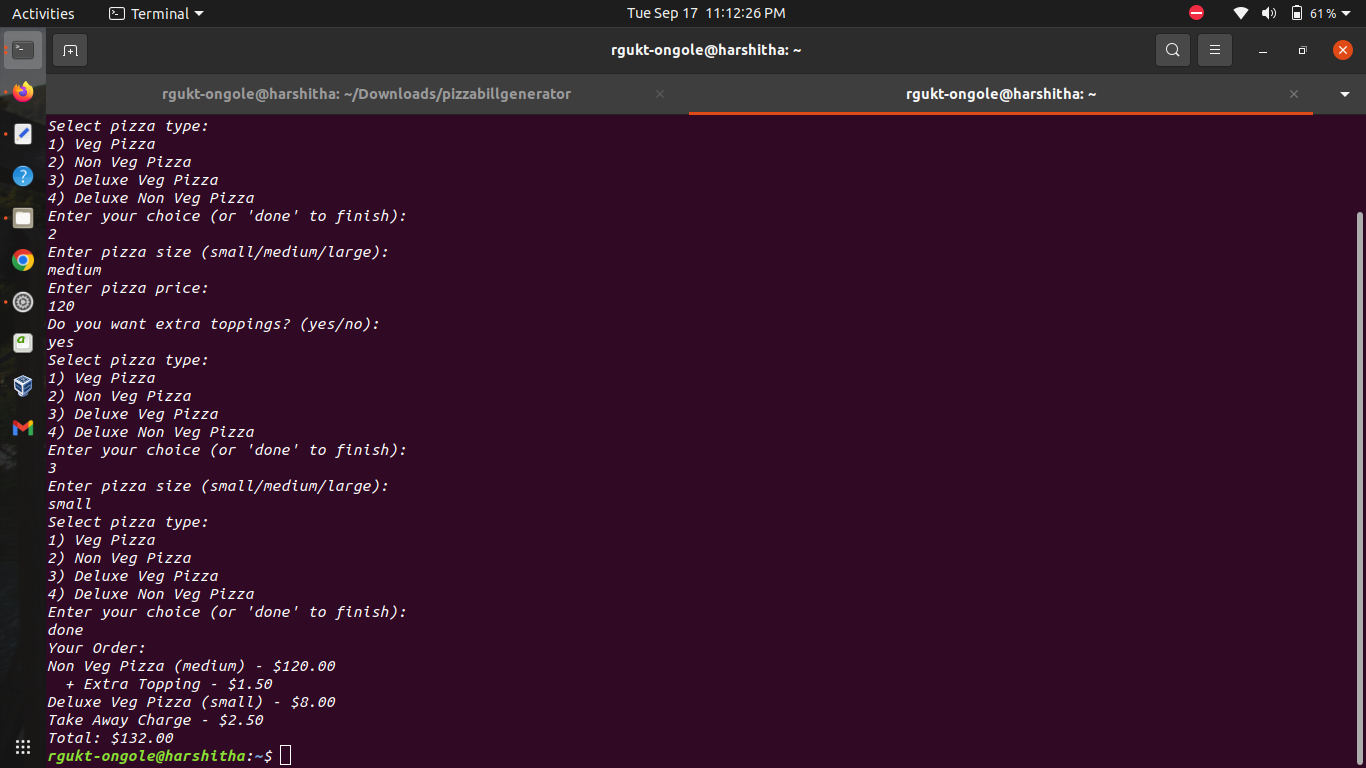 Activities
Terminal
Tue Sep 17 11:12:26 PM
61 %
rgukt-ongole@harshitha: ~
rgukt-ongole@harshitha: ~/Downloads/pizzabillgenerator
rgukt-ongole@harshitha: ~
Select pizza type:
1) Veg Pizza
2) Non Veg Pizza
3) Deluxe Veg Pizza
4) Deluxe Non Veg Pizza
Enter your choice (or 'done' to finish):
2
Enter pizza size (small/medium/large):
medium
Enter pizza price:
120
Do you want extra toppings? (yes/no):
yes
Select pizza type:
1) Veg Pizza
2) Non Veg Pizza
3) Deluxe Veg Pizza
4) Deluxe Non Veg Pizza
Enter your choice (or 'done' to finish):
3
Enter pizza size (small/medium/large):
small
Select pizza type:
1) Veg Pizza
2) Non Veg Pizza
3) Deluxe Veg Pizza
4) Deluxe Non Veg Pizza
Enter your choice (or 'done' to finish):
done
Your Order:
Non Veg Pizza (medium) - $120.00
  + Extra Topping - $1.50
Deluxe Veg Pizza (small) - $8.00
Take Away Charge - $2.50
Total: $132.00
rgukt-ongole@harshitha:~$